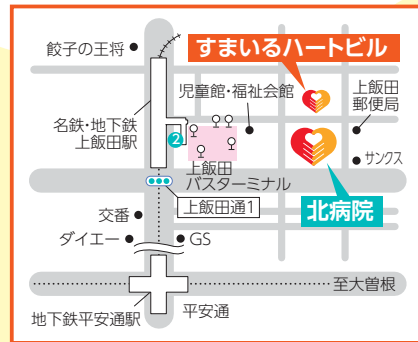 餃子の王将
すまいるハートビル
児童館・福祉会館
上飯田
郵便局
名鉄・地下鉄
上飯田駅
2
サンクス
上飯田
バスターミナル
北病院
上飯田通1
交番
ダイエー
GS
至大曽根
地下鉄平安通駅
平安通